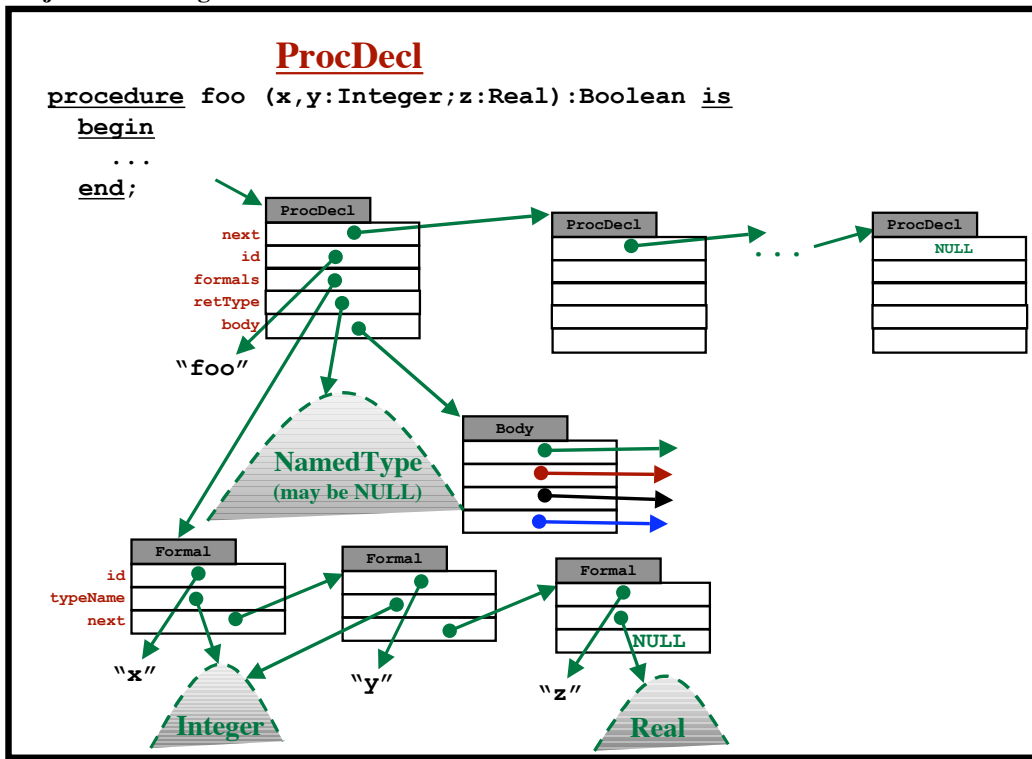 ProcDecl
procedure foo (x,y:Integer;z:Real):Boolean is
begin
...
end;
ProcDecl
ProcDecl
ProcDecl
next
NULL
id
. . .
formals
retType
body
“foo”
Body
NamedType
(may be NULL)
Formal
Formal
Formal
id
typeName
next
NULL
“x”
“y”
“z”
Integer
Real